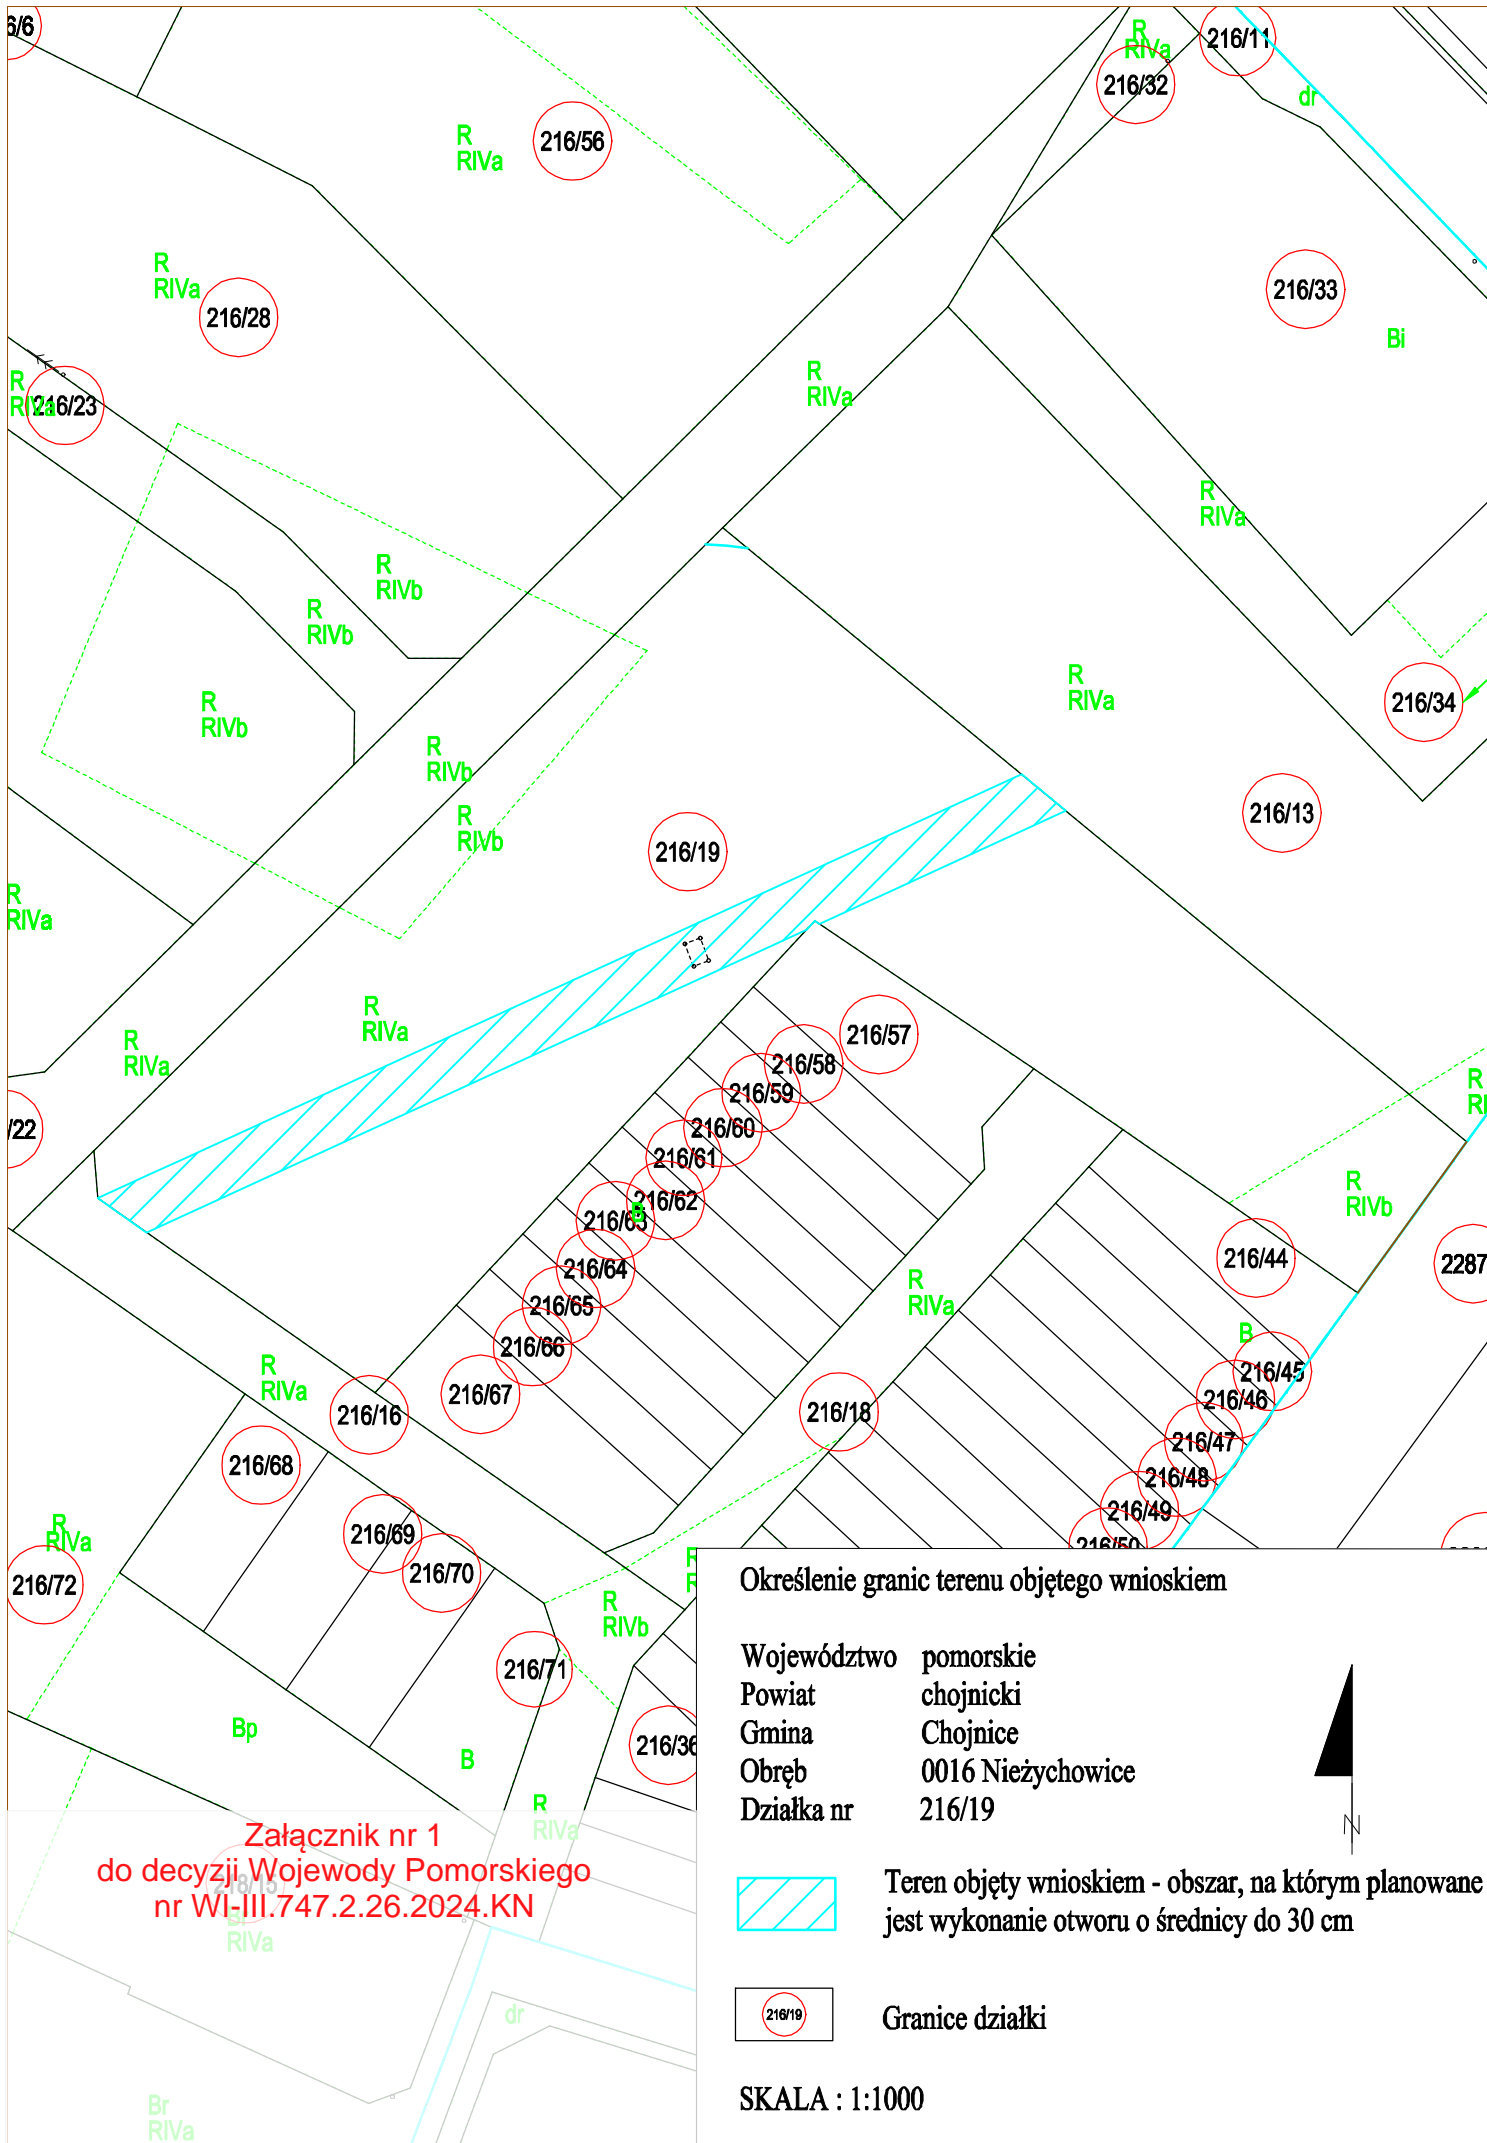 6/6
216/11
R
RIVa
216/32
dr
R
RIVa
216/56
R
RIVa
216/28
216/33
Bi
R
RIVa
216/23
R
RIVa
R
RIVa
R
RIVb
R
RIVb
R
RIVb
R
RIVb
R
RIVb
R
RIVa
216/34
216/13
216/19
R
RIVa
R
RIVa
R
RIVa
/22
216/57
216/58
216/59
216/60
216/61
216/62
216/63
B
216/64
216/65
216/66
216/67
R
RIVa
R
R
RIVb
216/44
2287
B
216/45
216/46
216/47
216/48
216/49
216/50
R
RIVa
216/16
216/18
216/68
216/69
216/70
R
RIVa
216/72
R
RIVb
216/71
216/36
Bp
B
R
RIVa
218/15
Br
RIVa
dr
Br
RIVa
Załącznik nr 1
do decyzji Wojewody Pomorskiego
nr WI-III.747.2.26.2024.KN
Określenie granic terenu objętego wnioskiem
Województwo pomorskie
Powiat chojnicki
Gmina Chojnice
Obręb 0016 Nieżychowice
Działka nr 216/19
N
Teren objęty wnioskiem - obszar, na którym planowane
jest wykonanie otworu o średnicy do 30 cm
216/19
Granice działki
SKALA : 1:1000